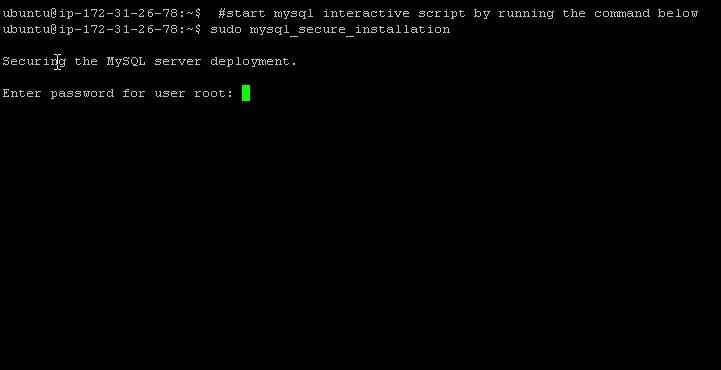 ubuntu@ip-172-31-26-78:~$  #start mysql interactive script by running the command below
ubuntu@ip-172-31-26-78:~$ sudo mysql_secure_installation
Securing the MySQL server deployment.
Enter password for user root: